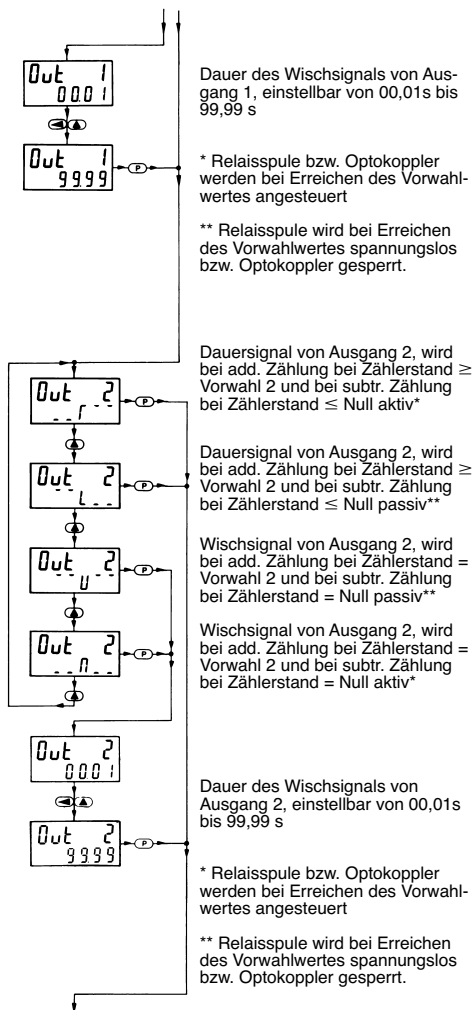 Out 1
00.01
Dauer des Wischsignals von Aus-
gang 1, einstellbar von 00,01s bis
99,99 s
Out 1
99.99
P
* Relaisspule bzw. Optokoppler
werden bei Erreichen des Vorwahl-
wertes angesteuert
** Relaisspule wird bei Erreichen
des Vorwahlwertes spannungslos
bzw. Optokoppler gesperrt.
Out 2
P
Dauersignal von Ausgang 2, wird
bei add. Zählung bei Zählerstand ≥
Vorwahl 2 und bei subtr. Zählung
bei Zählerstand ≤ Null aktiv*
Out 2
P
Dauersignal von Ausgang 2, wird
bei add. Zählung bei Zählerstand ≥
Vorwahl 2 und bei subtr. Zählung
bei Zählerstand ≤ Null passiv**
Out 2
P
Wischsignal von Ausgang 2, wird
bei add. Zählung bei Zählerstand =
Vorwahl 2 und bei subtr. Zählung
bei Zählerstand = Null passiv**
Out 2
P
Wischsignal von Ausgang 2, wird
bei add. Zählung bei Zählerstand =
Vorwahl 2 und bei subtr. Zählung
bei Zählerstand = Null aktiv*
Out 2
00.01
Dauer des Wischsignals von
Ausgang 2, einstellbar von 00,01s
bis 99,99 s
Out 2
99.99
P
* Relaisspule bzw. Optokoppler
werden bei Erreichen des Vorwahl-
wertes angesteuert
** Relaisspule wird bei Erreichen
des Vorwahlwertes spannungslos
bzw. Optokoppler gesperrt.